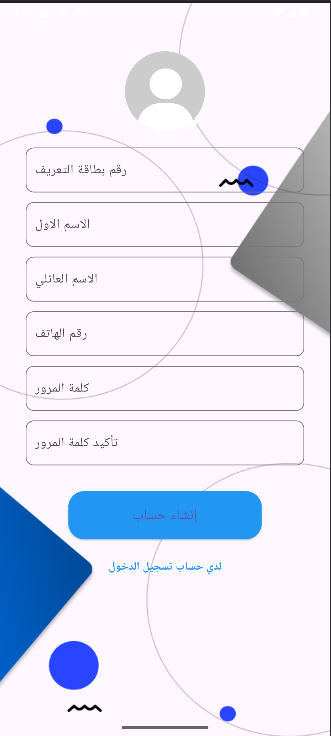 رقم بطاقة التعريف
الاسم الاول
الاسم العائلي
رقم الهاتف
كلمة المرور
تأكيد كلمة المرور
إنشاء حساب
لدي حساب تسجيل الدخول